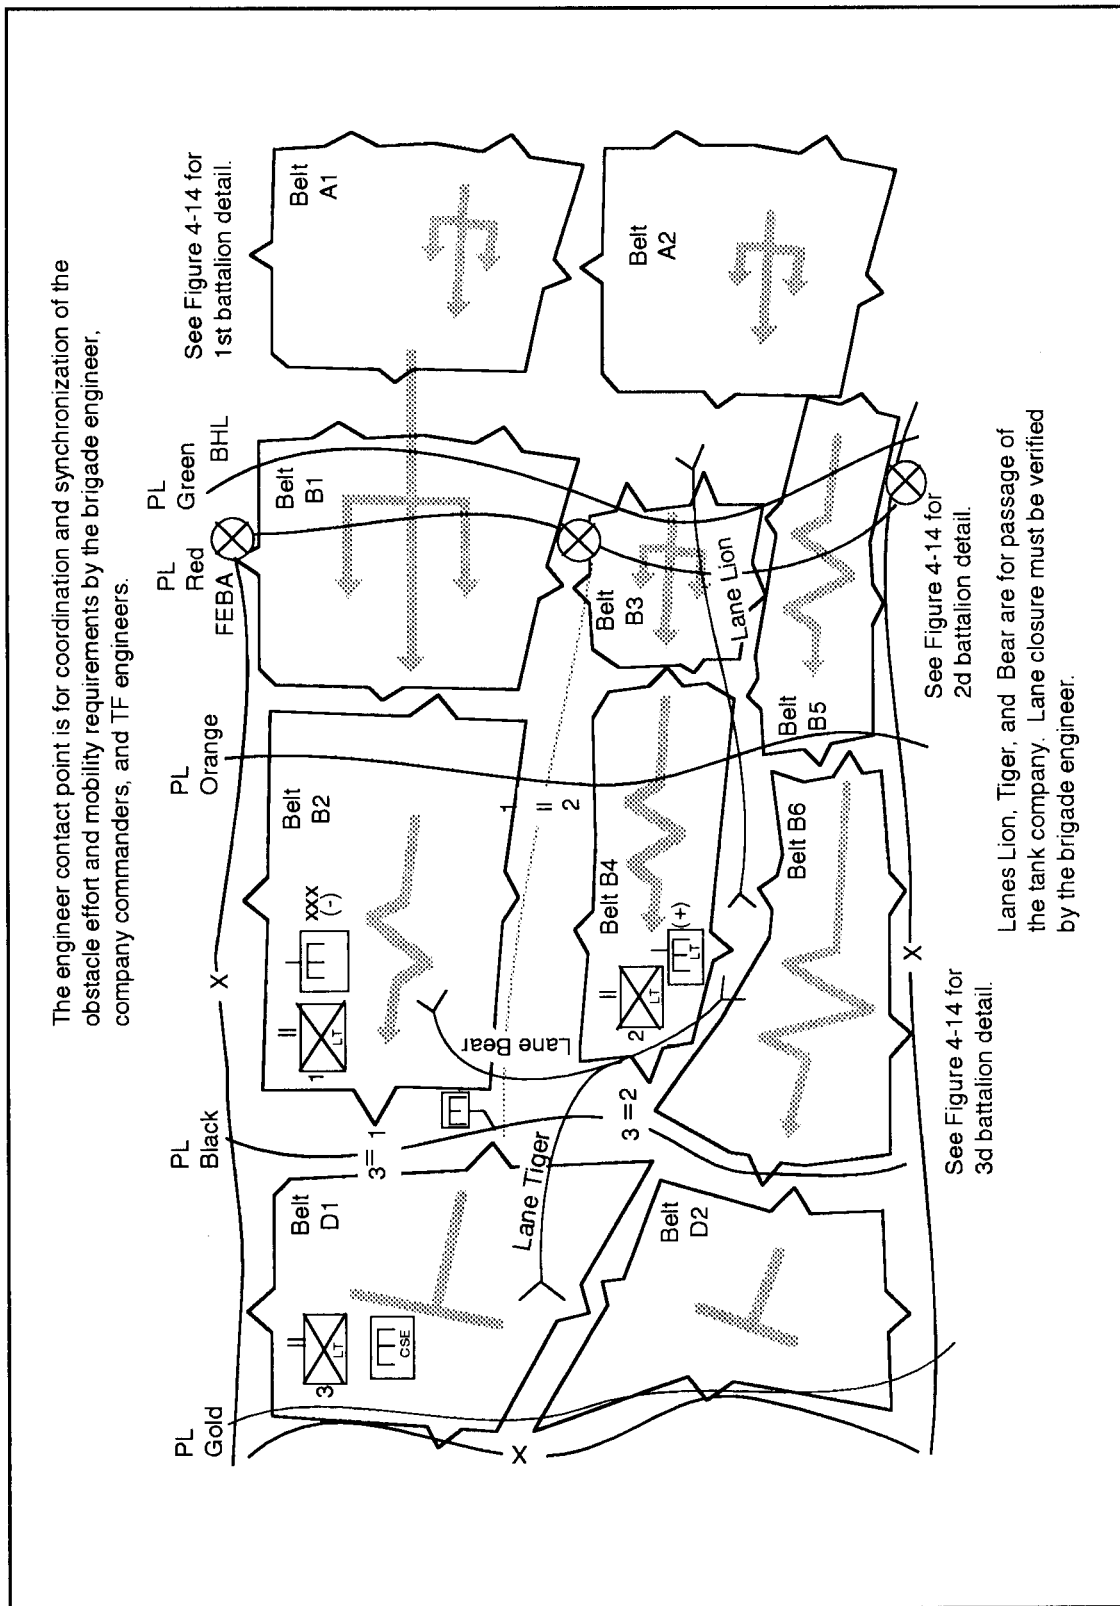 The engineer contact point is for coordination and synchronization of the
obstacle effort and mobility requirements by the brigade engineer,
company commanders, and TF engineers.
PL
Gold
PL
Black
PL
Orange
PL
Red
FEBA
PL
Green
BHL
See Figure 4-14 for
1st battalion detail.
X
Belt
D1
3
II
LT
CSE
3 = 1
Belt
B2
1
II
LT
xxx
(-)
Belt
B1
Belt
A1
Lane Bear
Lane Tiger
1
II
2
3 = 2
Belt B4
2
II
LT
LT
(+)
Belt
B3
Lane Lion
Belt
A2
Belt
D2
Belt B6
Belt
B5
X
X
See Figure 4-14 for
3d battalion detail.
See Figure 4-14 for
2d battalion detail.
Lanes Lion, Tiger, and Bear are for passage of
the tank company. Lane closure must be verified
by the brigade engineer.